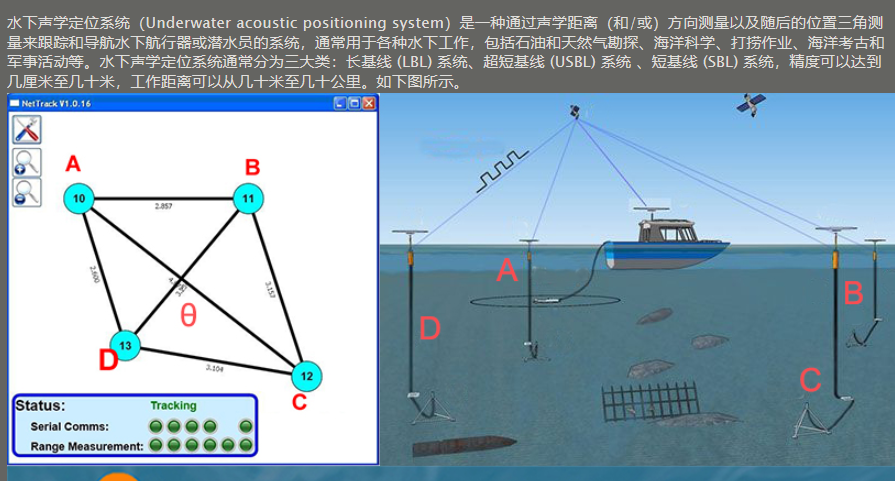 水下声学定位系统（Underwater acoustic positioning system）是一种通过声学距离（和/或）方向测量以及随后的位置三角测
量来跟踪和导航水下航行器或潜水员的系统，通常用于各种水下工作，包括石油和天然气勘探、海洋科学、打捞作业、海洋考古和
军事活动等。水下声学定位系统通常分为三大类：长基线 (LBL) 系统、超短基线 (USBL) 系统 、短基线 (SBL) 系统，精度可以达到
几厘米至几十米，工作距离可以从几十米至几十公里。如下图所示。
NetTrack V1.0.16
A
B
10
11
2.857
2.600
3.157
θ
13
D
3.104
12
C
Status:
Tracking
Serial Comms:
Range Measurement:
A
B
D
C